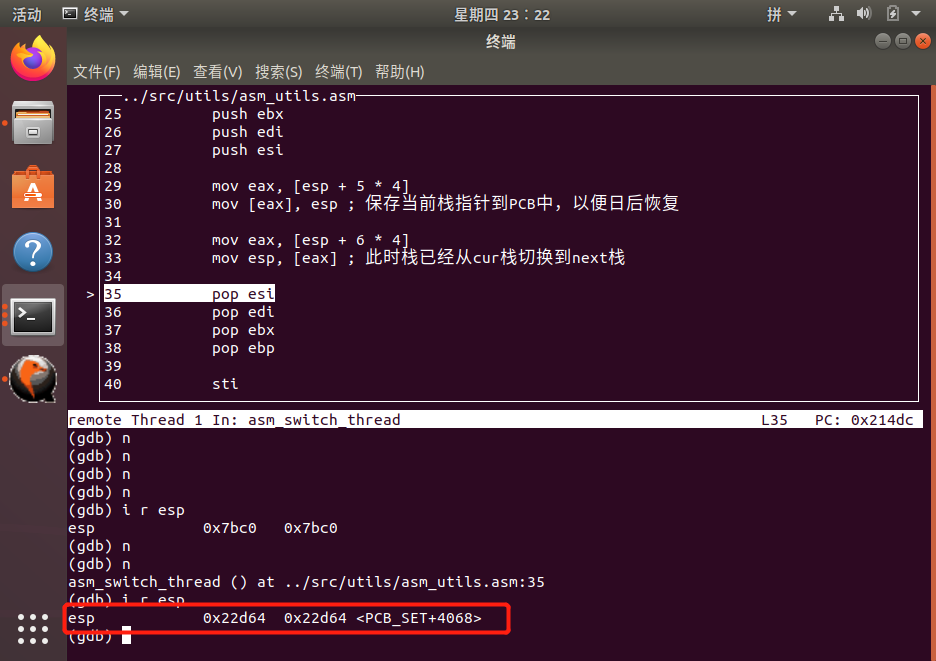 活动 终端 星期四 23：22 拼
终端
文件(F) 编辑(E) 查看(V) 搜索(S) 终端(T) 帮助(H)
../src/utils/asm_utils.asm
25 push ebx
26 push edi
27 push esi
28
29 mov eax, [esp + 5 * 4]
30 mov [eax], esp ; 保存当前栈指针到PCB中，以便日后恢复
31
32 mov eax, [esp + 6 * 4]
33 mov esp, [eax] ; 此时栈已经从cur栈切换到next栈
34
> 35 pop esi
36 pop edi
37 pop ebx
38 pop ebp
39
40 sti
remote Thread 1 In: asm_switch_thread L35 PC: 0x214dc
(gdb) n
(gdb) n
(gdb) n
(gdb) n
(gdb) i r esp
esp 0x7bc0 0x7bc0
(gdb) n
(gdb) n
asm_switch_thread () at ../src/utils/asm_utils.asm:35
(gdb) i r esp
esp 0x22d64 0x22d64 <PCB_SET+4068>
(gdb)